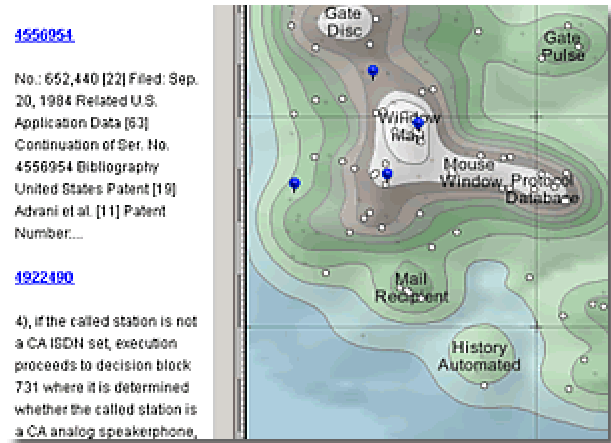 4556954
No.: 652,440 [22] Filed: Sep.
20, 1984 Related U.S.
Application Data [63]
Continuation of Ser. No.
4556954 Bibliography
United States Patent [19]
Advani et al. [11] Patent
Number:...
4922490
4), if the called station is not
a CA ISDN set, execution
proceeds to decision block
731 where it is determined
whether the called station is
a CA analog speakerphone,
Gate
Disc
Gate
Pulse
Window
Map
Mouse
Window
Protocol
Database
Mail
Recipient
History
Automated